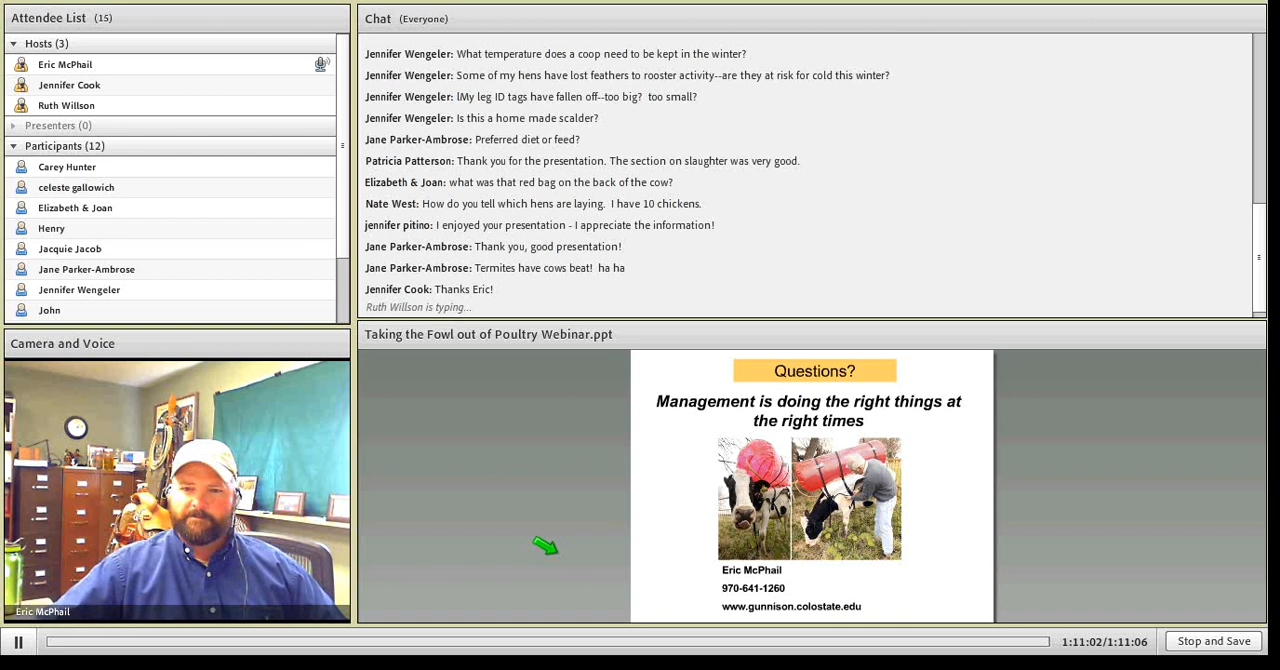 Attendee List (15)
Hosts (3)
Eric McPhail
Jennifer Cook
Ruth Willson
Presenters (0)
Participants (12)
Carey Hunter
celeste gallowich
Elizabeth & Joan
Henry
Jacquie Jacob
Jane Parker-Ambrose
Jennifer Wengeler
John
Camera and Voice
Eric McPhail
Chat (Everyone)
Jennifer Wengeler: What temperature does a coop need to be kept in the winter?
Jennifer Wengeler: Some of my hens have lost feathers to rooster activity--are they at risk for cold this winter?
Jennifer Wengeler: lMy leg ID tags have fallen off--too big?  too small?
Jennifer Wengeler: Is this a home made scalder?
Jane Parker-Ambrose: Preferred diet or feed?
Patricia Patterson: Thank you for the presentation. The section on slaughter was very good.
Elizabeth & Joan: what was that red bag on the back of the cow?
Nate West: How do you tell which hens are laying.  I have 10 chickens.
jennifer pitino: I enjoyed your presentation - I appreciate the information!
Jane Parker-Ambrose: Thank you, good presentation!
Jane Parker-Ambrose: Termites have cows beat!  ha ha
Jennifer Cook: Thanks Eric!
Ruth Willson is typing...
Taking the Fowl out of Poultry Webinar.ppt
Questions?
Management is doing the right things at
the right times
Eric McPhail
970-641-1260
www.gunnison.colostate.edu
1:11:02/1:11:06
Stop and Save